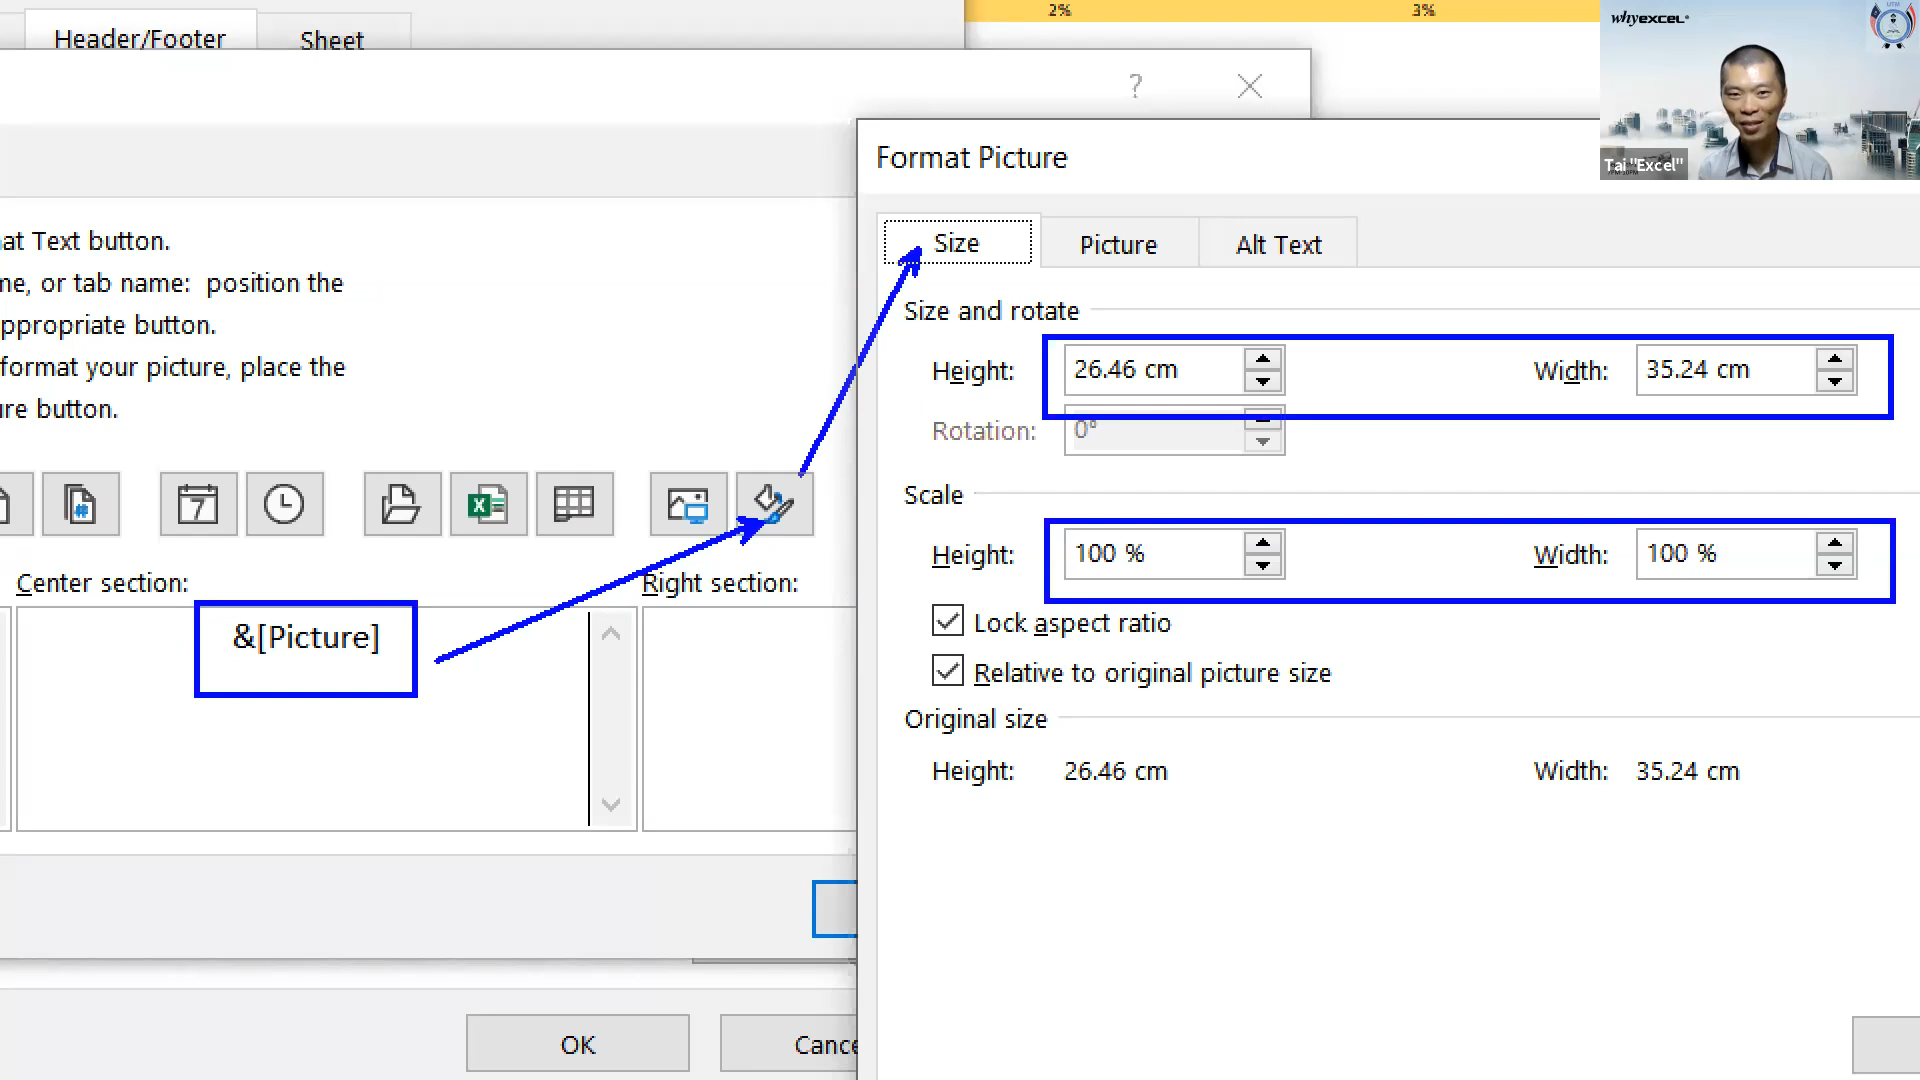 Header/Footer
Sheet
2%
3%
whyEXCEL®
Tai "Excel"
?
Format Picture
at Text button.
ne, or tab name:  position the
ppropriate button.
format your picture, place the
ure button.
Size
Picture
Alt Text
Size and rotate
Height:
26.46 cm
Width:
35.24 cm
Rotation:
0°
Scale
Height:
100 %
Width:
100 %
Lock aspect ratio
Relative to original picture size
Original size
Height:
26.46 cm
Width:
35.24 cm
#
7
X
Center section:
Right section:
&[Picture]
OK
Cance